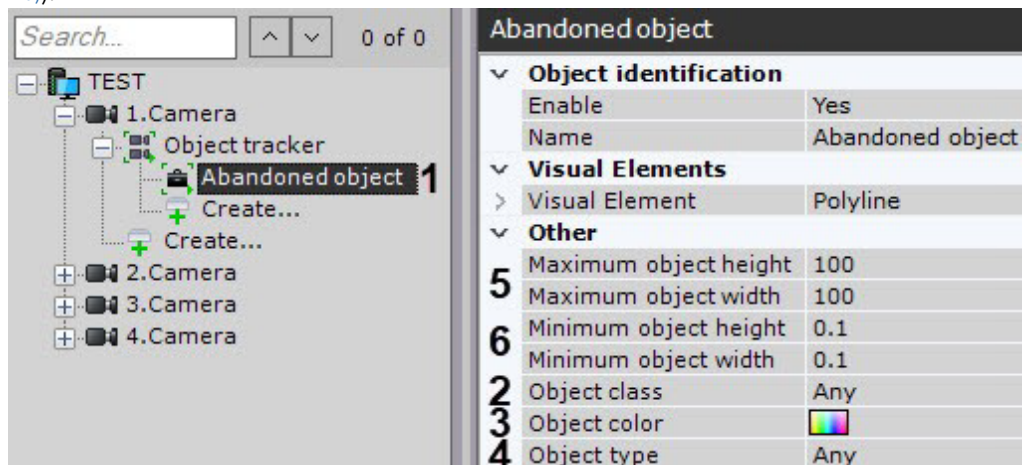 Search...
0 of 0
TEST
1.Camera
Object tracker
Abandoned object 1
Create...
Create...
2.Camera
3.Camera
4.Camera
Abandoned object
Object identification
Enable Yes
Name Abandoned object
Visual Elements
Visual Element Polyline
Other
5
Maximum object height 100
Maximum object width 100
6
Minimum object height 0.1
Minimum object width 0.1
2 Object class Any
3 Object color
4 Object type Any